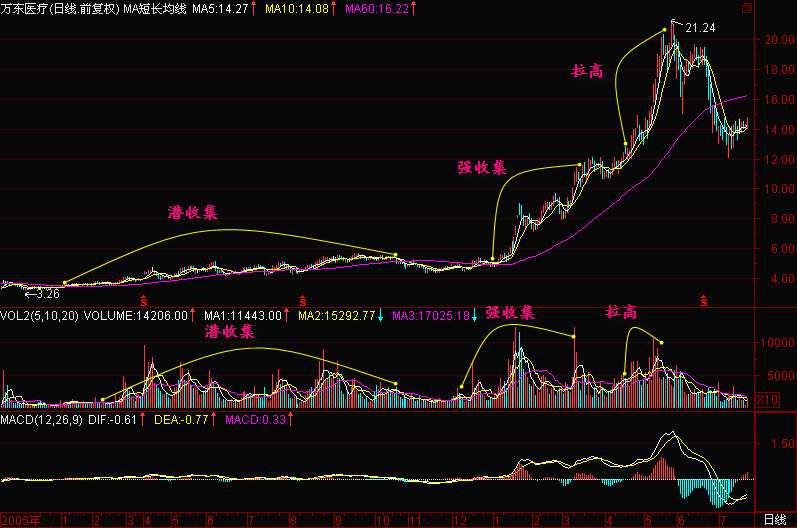 万东医疗(日线.前复权) MA短长均线 MA5:14.27↑ MA10:14.08↑ MA60:16.22↑
21.24
20.00
拉高
18.00
16.00
14.00
强收集
12.00
10.00
潜收集
8.00
6.00
4.00
3.26
S S S
VOL2(5,10,20) VOLUME:14206.00↑ MA1:11443.00↑ MA2:15292.77↓ MA3:17025.18↓
强收集
拉高
潜收集
10000
5000
X10
MACD(12,26,9) DIF:-0.61↑ DEA:-0.77↑ MACD:0.33↑
1.50
0.00
2005年 1 2 3 4 5 6 7 8 9 10 11 12 1 2 3 4 5 6 7 日线